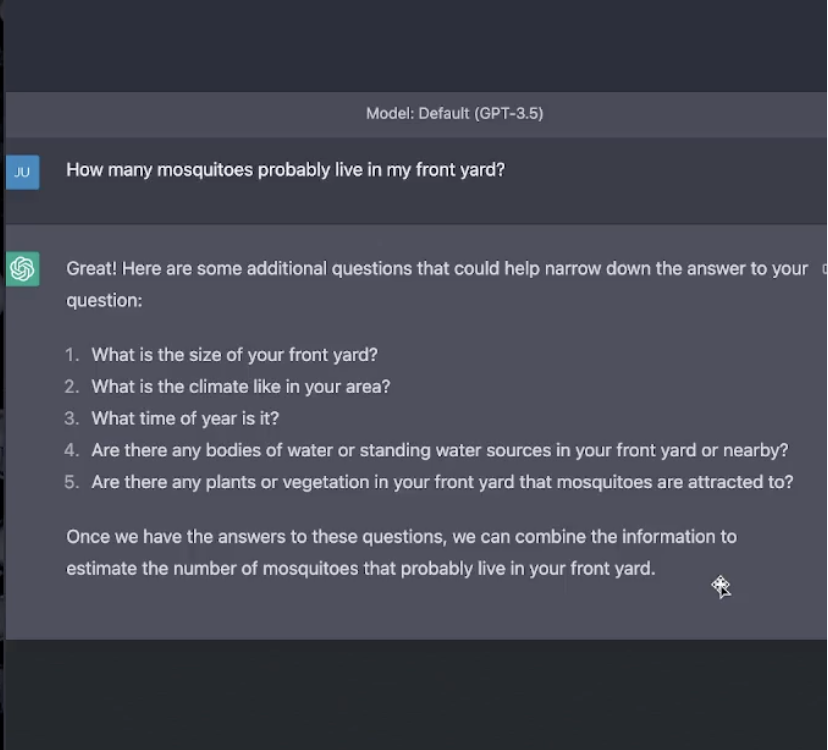 Model: Default (GPT-3.5)
JU
How many mosquitoes probably live in my front yard?
Great! Here are some additional questions that could help narrow down the answer to your
question:
1. What is the size of your front yard?
2. What is the climate like in your area?
3. What time of year is it?
4. Are there any bodies of water or standing water sources in your front yard or nearby?
5. Are there any plants or vegetation in your front yard that mosquitoes are attracted to?
Once we have the answers to these questions, we can combine the information to
estimate the number of mosquitoes that probably live in your front yard.